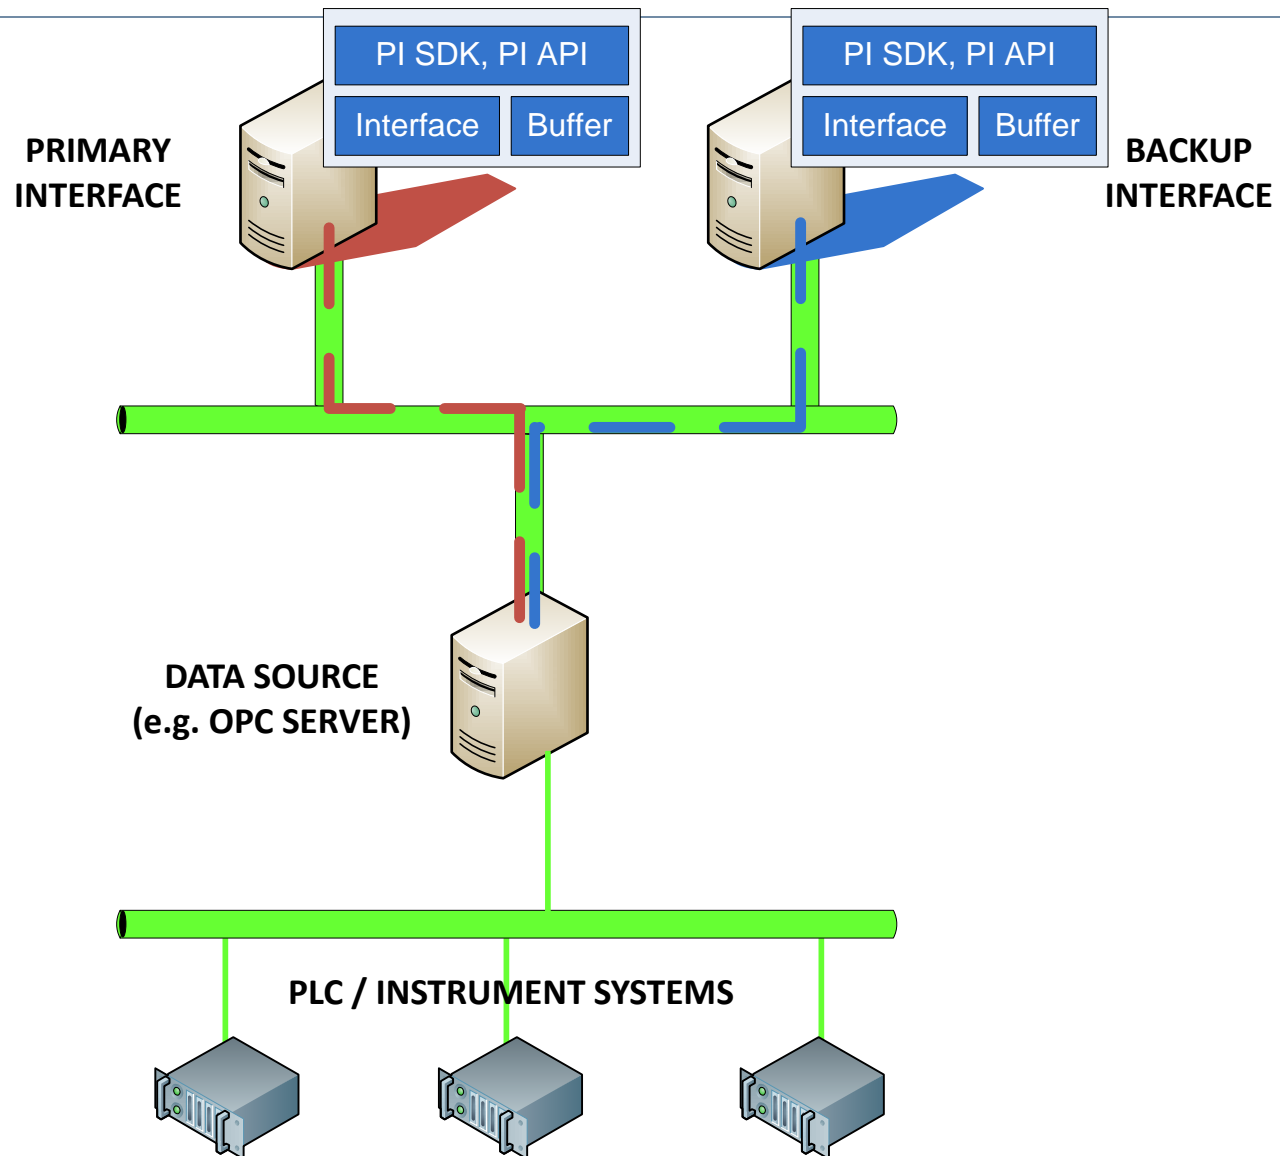 PI SDK, PI API
Interface
Buffer
PI SDK, PI API
Interface
Buffer
PRIMARY
INTERFACE
BACKUP
INTERFACE
DATA SOURCE
(e.g. OPC SERVER)
PLC / INSTRUMENT SYSTEMS